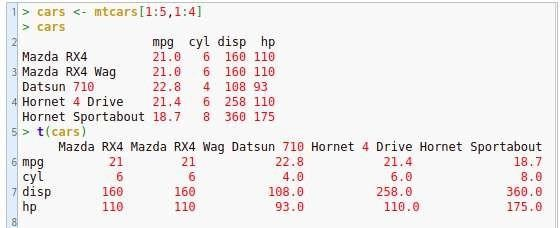 1 > cars <- mtcars[1:5,1:4]
> cars
2 mpg cyl disp hp
Mazda RX4 21.0 6 160 110
3 Mazda RX4 Wag 21.0 6 160 110
Datsun 710 22.8 4 108 93
4 Hornet 4 Drive 21.4 6 258 110
Hornet Sportabout 18.7 8 360 175
5 > t(cars)
Mazda RX4 Mazda RX4 Wag Datsun 710 Hornet 4 Drive Hornet Sportabout
6 mpg 21 21 22.8 21.4 18.7
cyl 6 6 4.0 6.0 8.0
7 disp 160 160 108.0 258.0 360.0
hp 110 110 93.0 110.0 175.0
8